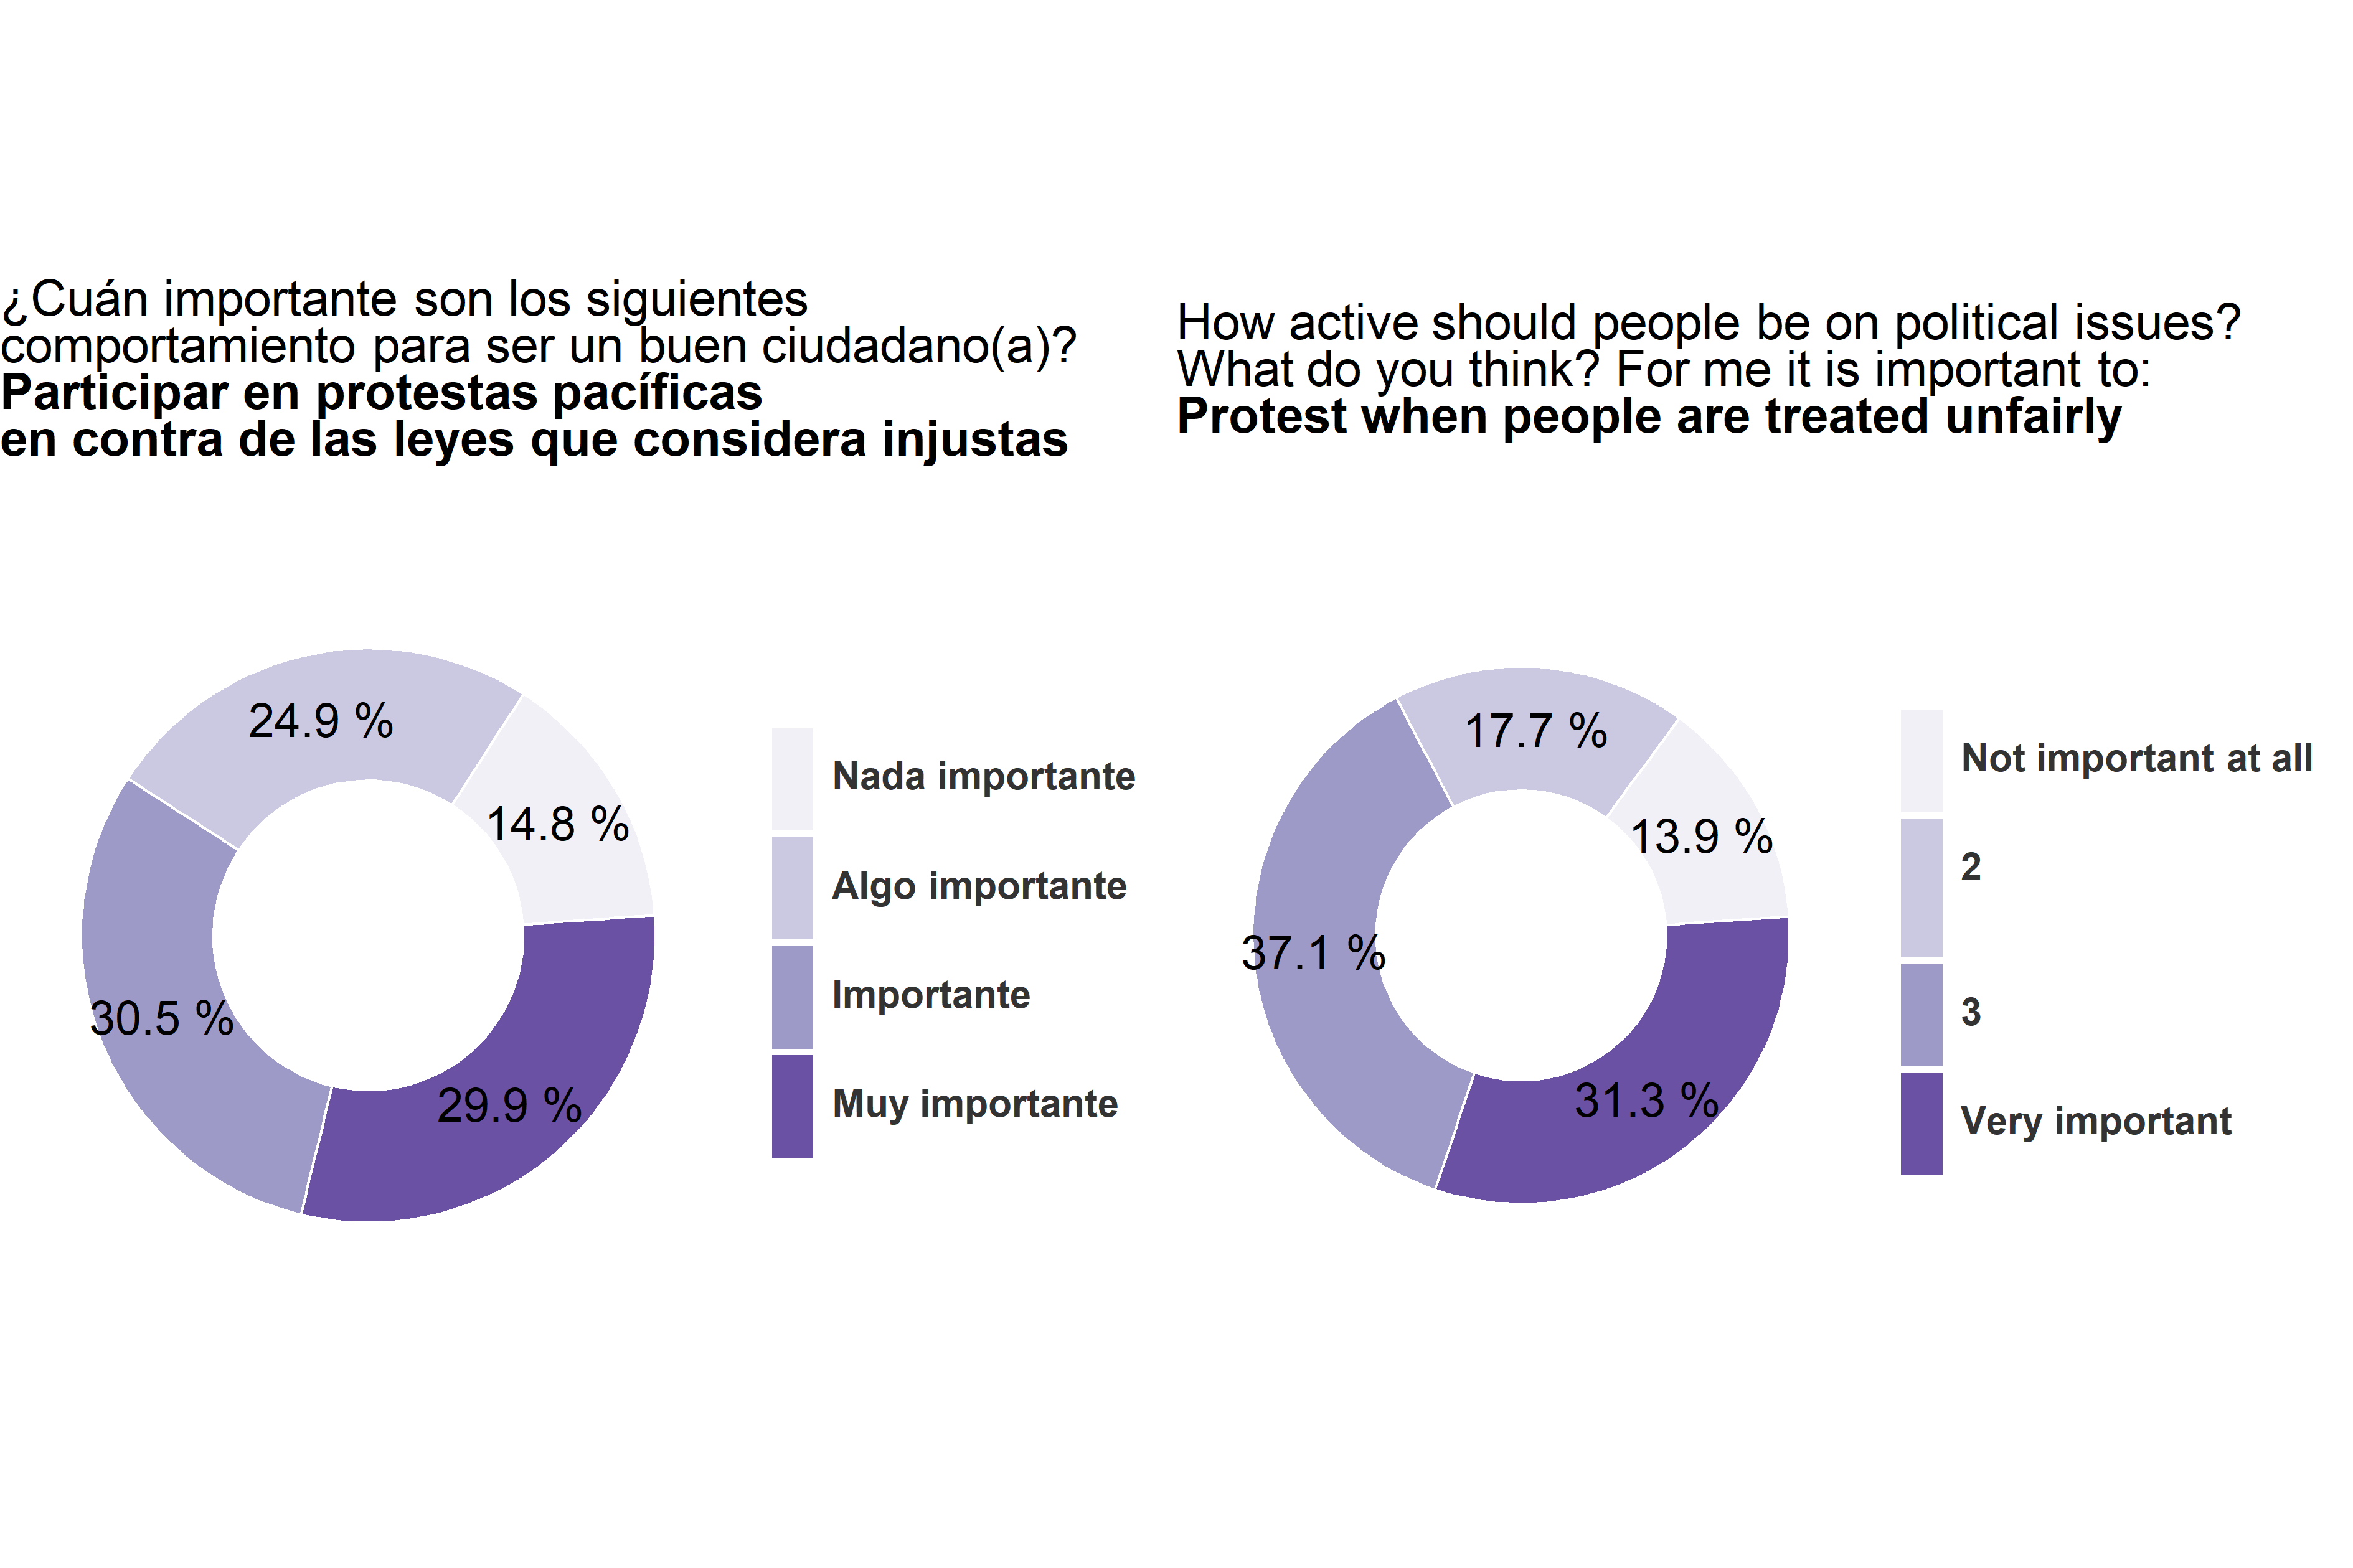 ¿Cuán importante son los siguientes
comportamiento para ser un buen ciudadano(a)?
Participar en protestas pacíficas
en contra de las leyes que considera injustas
24.9 %
14.8 %
30.5 %
29.9 %
Nada importante
Algo importante
Importante
Muy importante
How active should people be on political issues?
What do you think? For me it is important to:
Protest when people are treated unfairly
17.7 %
13.9 %
37.1 %
31.3 %
Not important at all
2
3
Very important